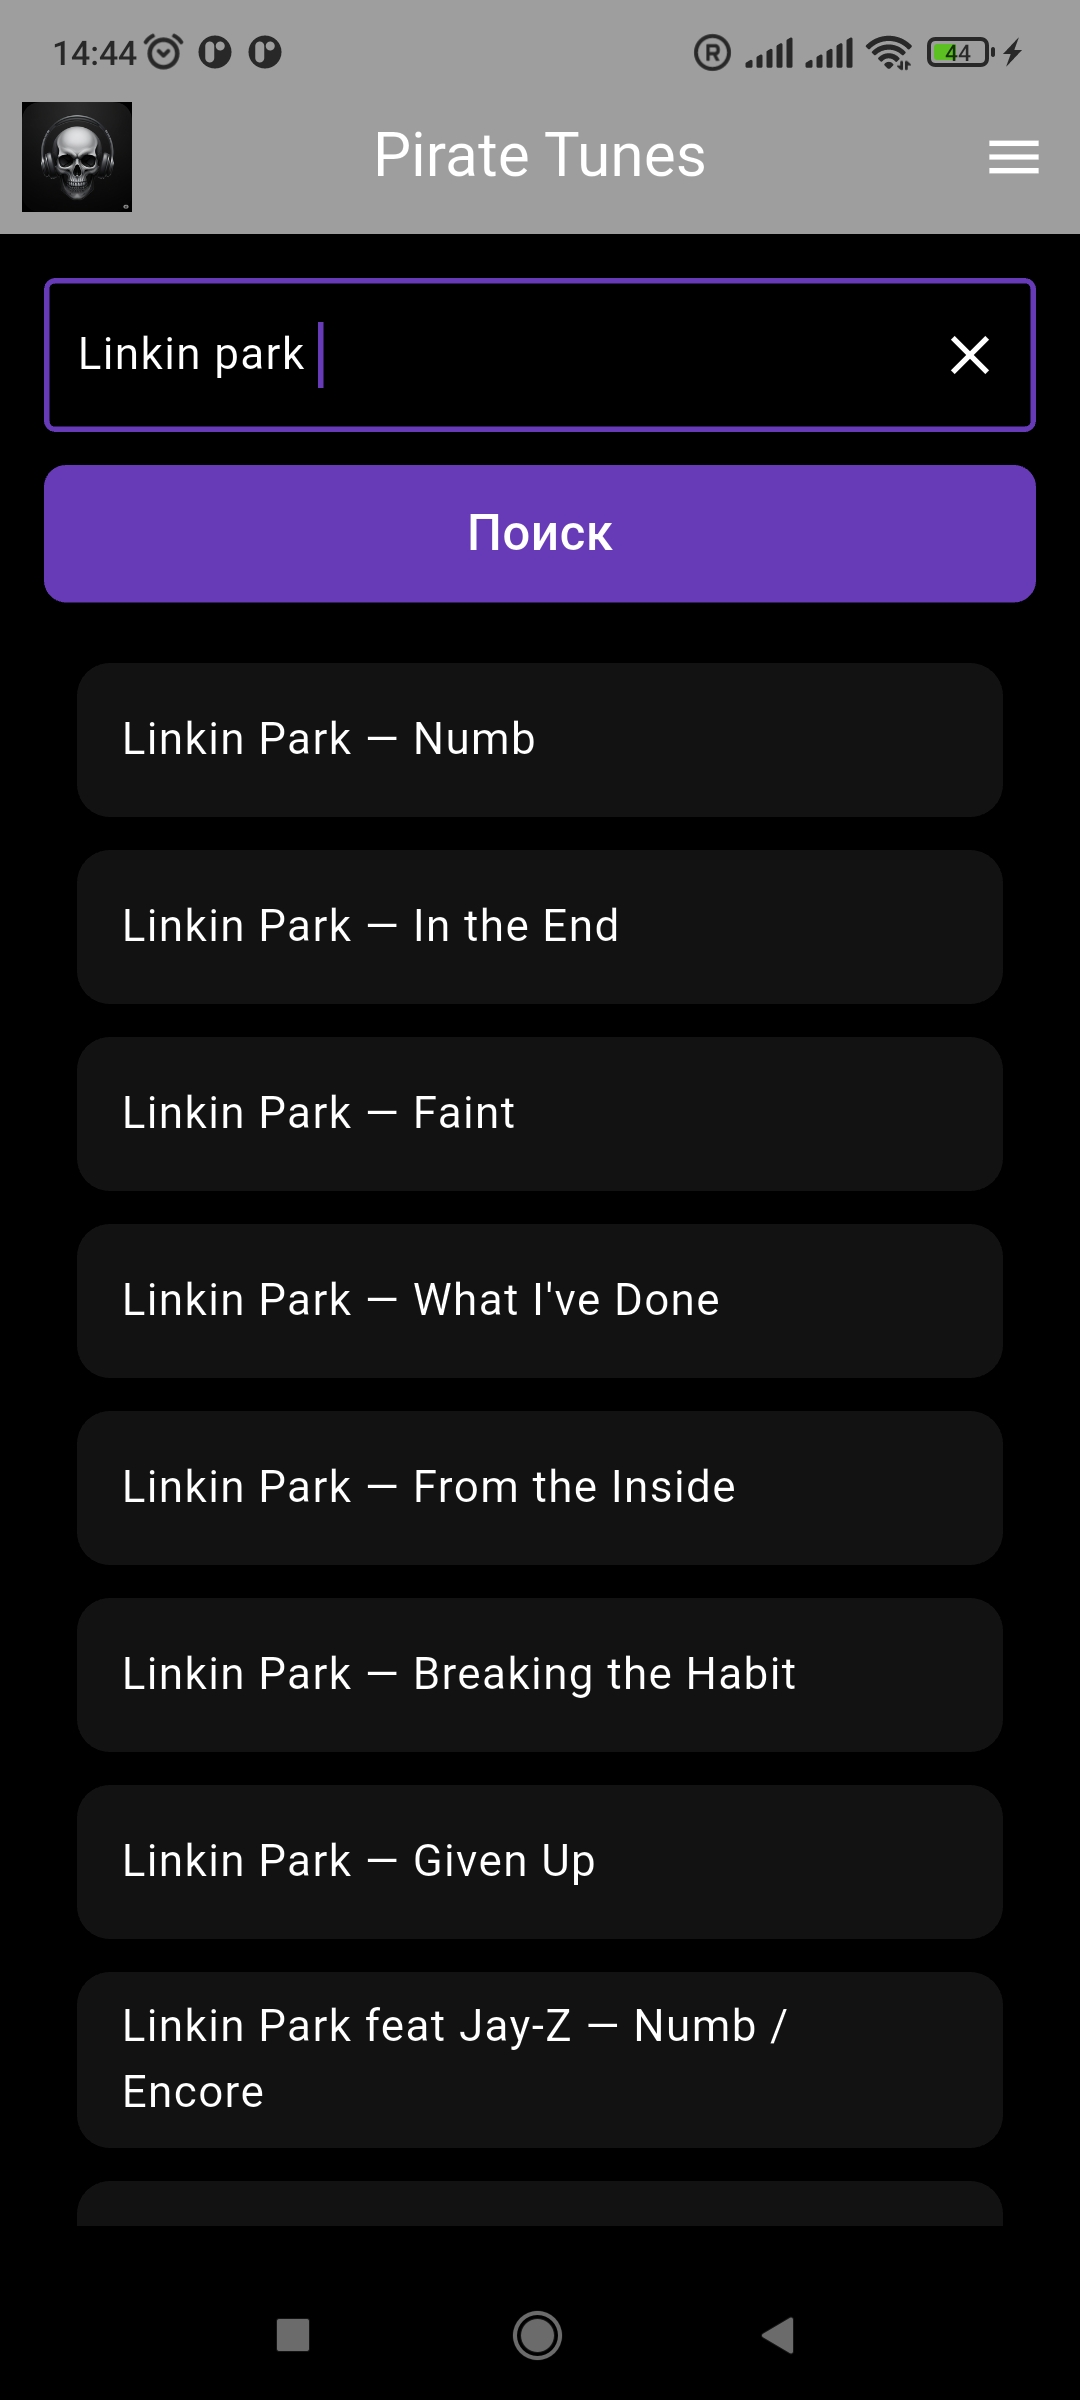 14:44
R
44
Pirate Tunes
Linkin park
Поиск
Linkin Park — Numb
Linkin Park — In the End
Linkin Park — Faint
Linkin Park — What I've Done
Linkin Park — From the Inside
Linkin Park — Breaking the Habit
Linkin Park — Given Up
Linkin Park feat Jay-Z — Numb /
Encore